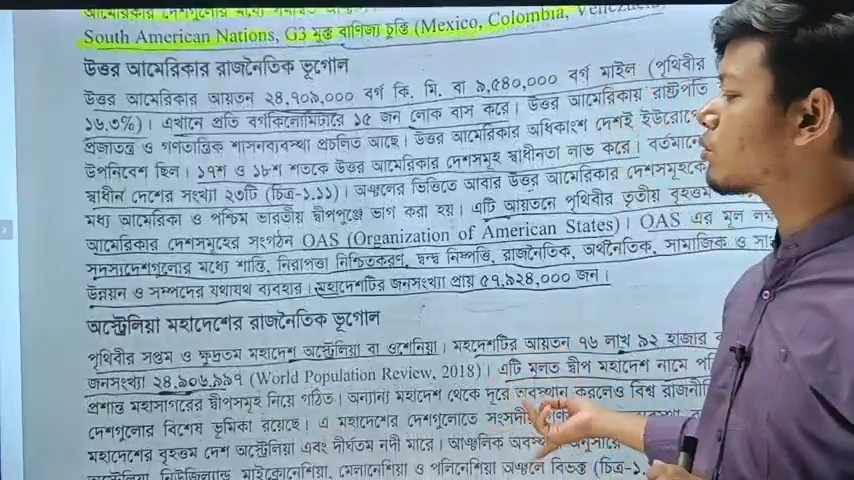 আমেরিকার দেশগুলোর মধ্যে
South American Nations, G3 মুক্ত বাণিজ্য চুক্তি (Mexico, Colombia, Venezuela
উত্তর আমেরিকার রাজনৈতিক ভূগোল
উত্তর আমেরিকার আয়তন ২৪,৭০৯,০০০ বর্গ কি. মি. বা ৯,৫৪০,০০০ বর্গ মাইল (পৃথিবীর
১৬.৩%)। এখানে প্রতি বর্গকিলোমিটারে ১৫ জন লোক বাস করে। উত্তর আমেরিকায় রাষ্ট্রপতি
প্রজাতন্ত্র ও গণতান্ত্রিক শাসনব্যবস্থা প্রচলিত আছে। উত্তর আমেরিকার অধিকাংশ দেশই ইউরোপে
উপনিবেশ ছিল। ১৭শ ও ১৮শ শতকে উত্তর আমেরিকার দেশসমূহ স্বাধীনতা লাভ করে। বর্তমানে
স্বাধীন দেশের সংখ্যা ২৩টি (চিত্র-১.১১)। অঞ্চলের ভিত্তিতে আবার উত্তর আমেরিকার দেশসমূহকে
মধ্য আমেরিকা ও পশ্চিম ভারতীয় দ্বীপপুঞ্জে ভাগ করা হয়। এটি আয়তনে পৃথিবীর তৃতীয় বৃহত্তম
আমেরিকার দেশসমূহের সংগঠন OAS (Organization of American States)। OAS এর মূল লক্ষ
সদস্যদেশগুলোর মধ্যে শান্তি, নিরাপত্তা নিশ্চিতকরণ, দ্বন্দ্ব নিষ্পত্তি, রাজনৈতিক, অর্থনৈতিক, সামাজিক ও
উন্নয়ন ও সম্পদের যথাযথ ব্যবহার। মহাদেশটির জনসংখ্যা প্রায় ৫৭,৯২৪,০০০ জন।
অস্ট্রেলিয়া মহাদেশের রাজনৈতিক ভূগোল
পৃথিবীর সপ্তম ও ক্ষুদ্রতম মহাদেশ অস্ট্রেলিয়া বা ওশেনিয়া। মহদেশটির আয়তন ৭৬ লাখ ৯২ হাজার
জনসংখ্যা ২৪,৯০৬,৯৯৭ (World Population Review, 2018)। এটি মূলত দ্বীপ মহাদেশ নামে
প্রশান্ত মহাসাগরের দ্বীপসমূহ নিয়ে গঠিত। অন্যান্য মহাদেশ থেকে দূরে অবস্থান করলেও বিশ্ব
দেশগুলোর বিশেষ ভূমিকা রয়েছে। এ মহাদেশের দেশগুলোতে
মহাদেশের বৃহত্তম দেশ অস্ট্রেলিয়া এবং দীর্ঘতম নদী মারে। আঞ্চলিক
অস্ট্রেলিয়া, নিউজিল্যান্ড, মাইক্রোনেশিয়া, মেলানেশিয়া ও পলিনেশিয়া অঞ্চলে বিভক্ত (চিত্র-১.